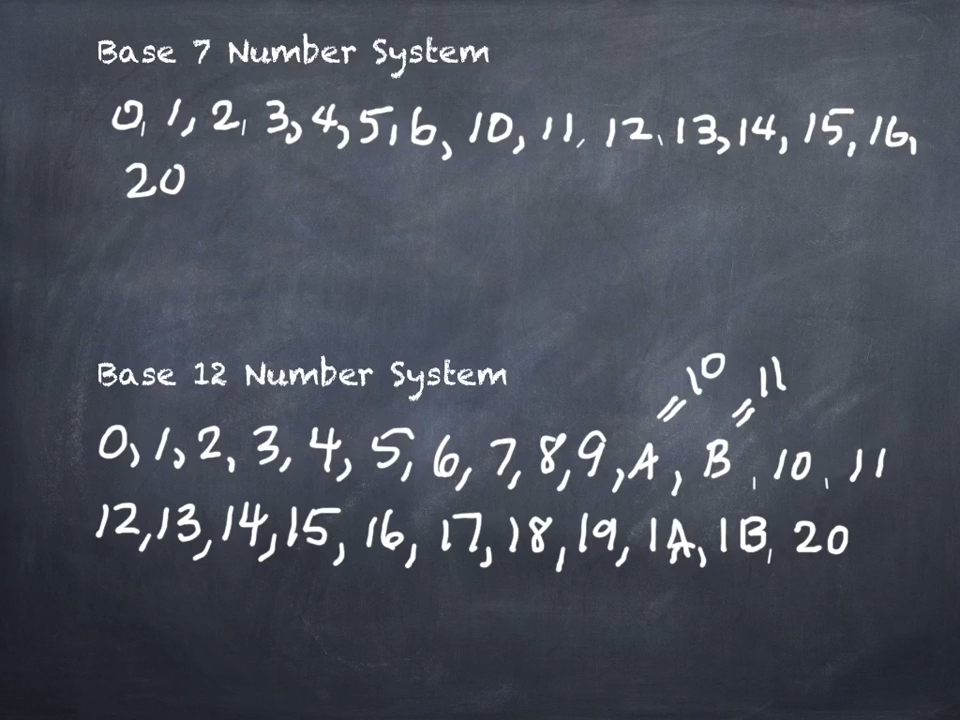 Base 7 Number System
0, 1, 2, 3, 4, 5, 6, 10, 11, 12, 13, 14, 15, 16,
20
Base 12 Number System
= 10 = 11
0, 1, 2, 3, 4, 5, 6, 7, 8, 9, A, B, 10, 11
12, 13, 14, 15, 16, 17, 18, 19, 1A, 1B, 20